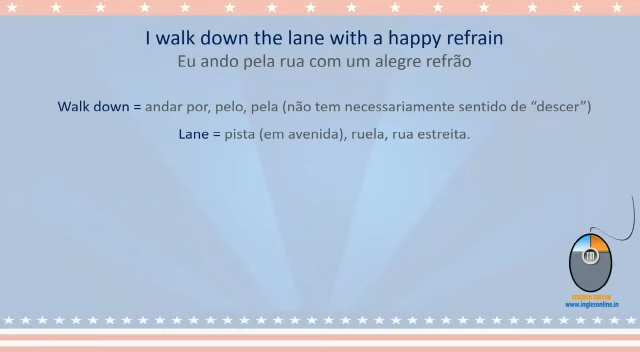 I walk down the lane with a happy refrain
Eu ando pela rua com um alegre refrão
Walk down = andar por, pelo, pela (não tem necessariamente sentido de “descer”)
Lane = pista (em avenida), ruela, rua estreita.
www.inglesonline.in